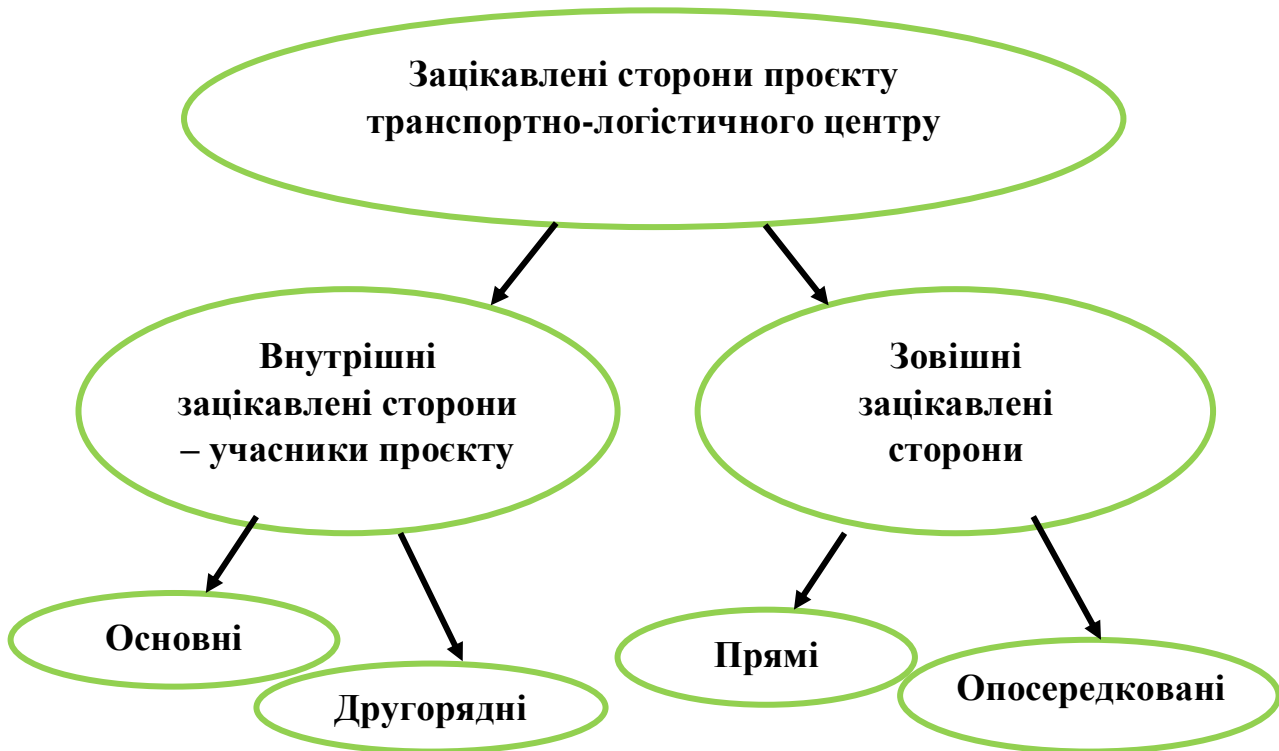 Зацікавлені сторони проєкту
транспортно-логістичного центру
Внутрішні
зацікавлені сторони
– учасники проєкту
Зовішні
зацікавлені
сторони
Основні
Другорядні
Прямі
Опосередковані